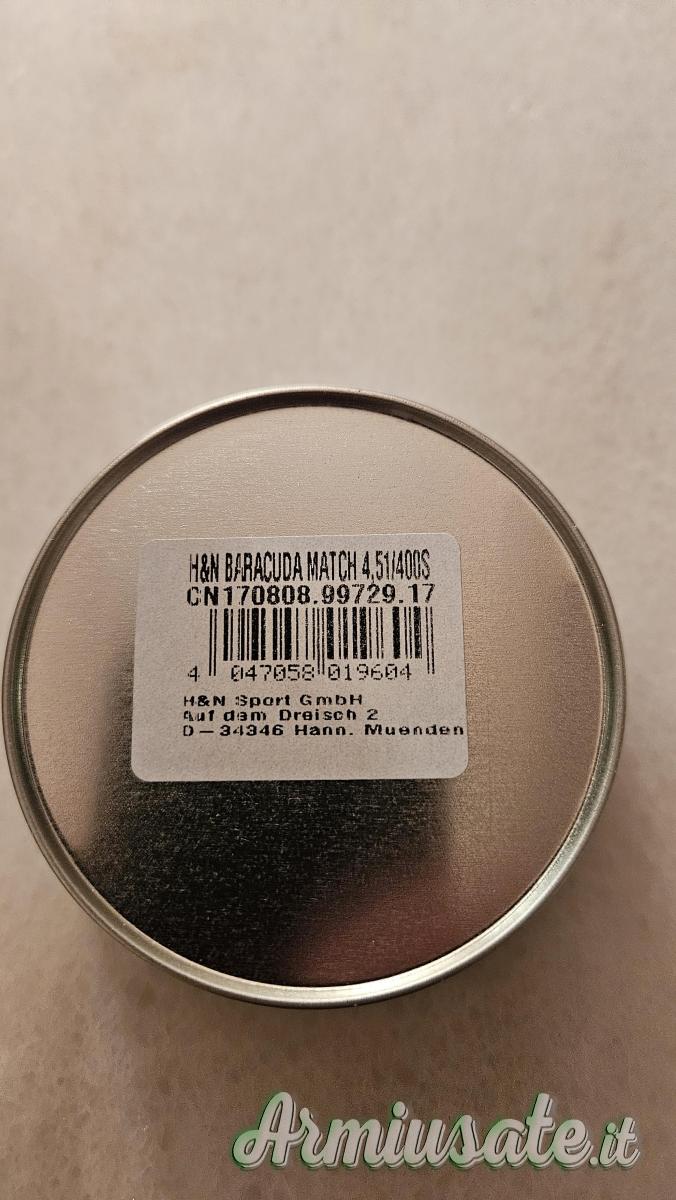 H&N BARACUDA MATCH 4,51/400S
CN170808.99729.17
4 047058 019604
H&N Sport GmbH
Auf dem Dreisch 2
D-34346 Hann. Muenden
Armiusate.it